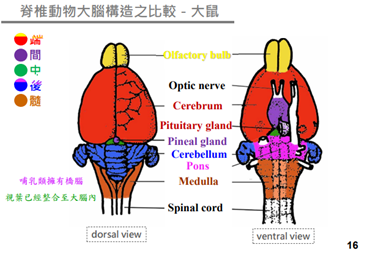 脊椎動物大腦構造之比較 - 大鼠
端
間
中
後
髓
Olfactory bulb
Optic nerve
Cerebrum
Pituitary gland
Pineal gland
Cerebellum
Pons
Medulla
Spinal cord
哺乳類擁有橋腦
視葉已經整合至大腦內
dorsal view
ventral view
16